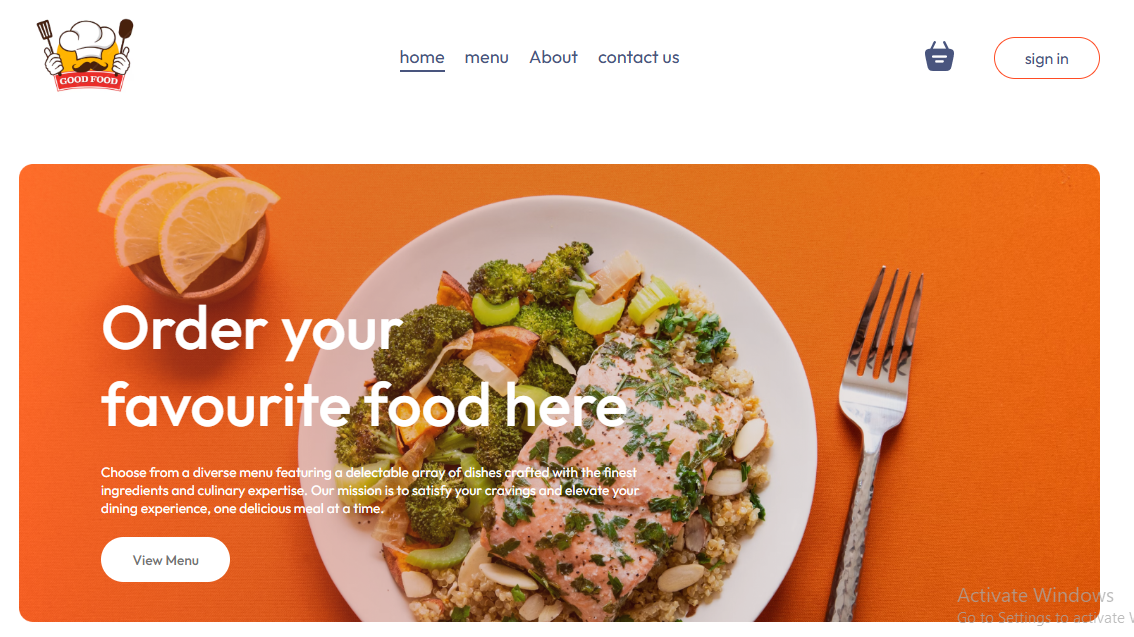 GOOD FOOD
home menu About contact us
sign in
Order your
favourite food here
Choose from a diverse menu featuring a delectable array of dishes crafted with the finest
ingredients and culinary expertise. Our mission is to satisfy your cravings and elevate your
dining experience, one delicious meal at a time.
View Menu
Activate Windows
Go to Settings to activate W